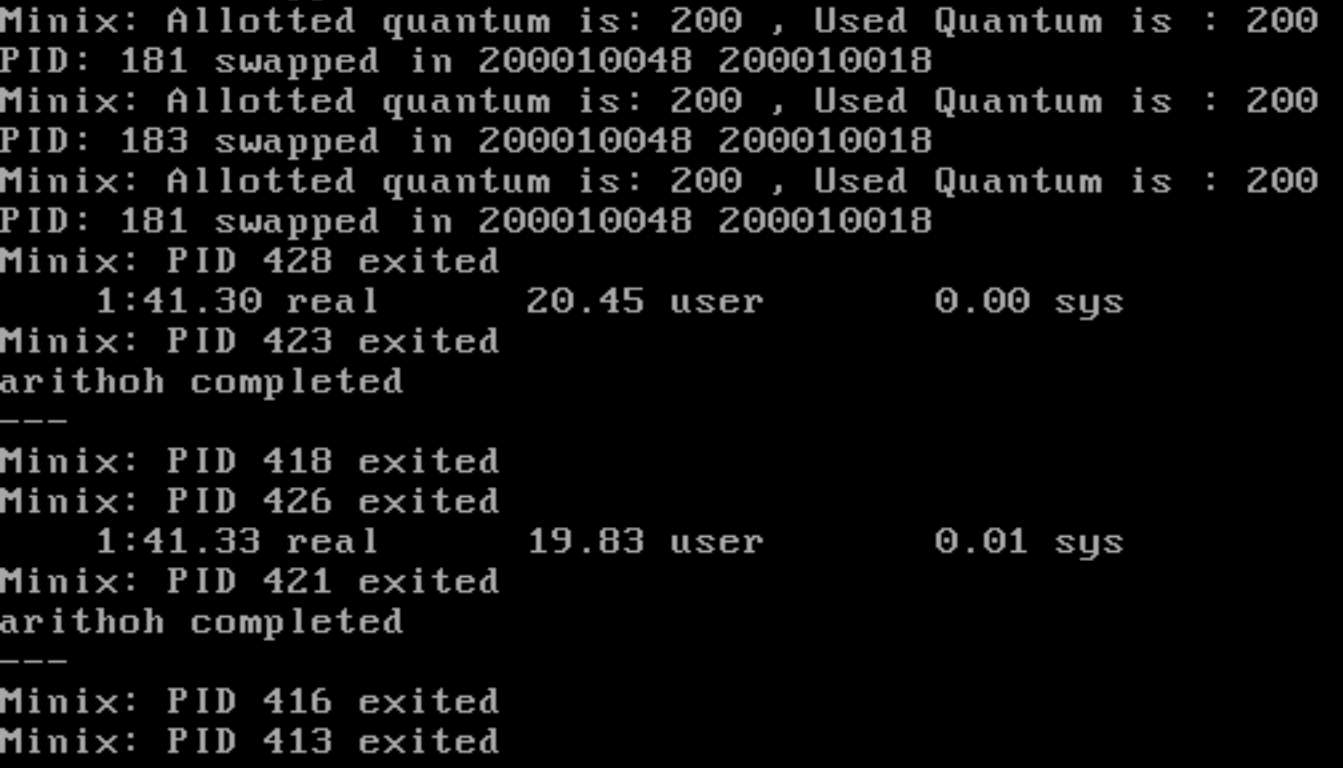 Minix: Allotted quantum is: 200 , Used Quantum is : 200
PID: 181 swapped in 200010048 200010018
Minix: Allotted quantum is: 200 , Used Quantum is : 200
PID: 183 swapped in 200010048 200010018
Minix: Allotted quantum is: 200 , Used Quantum is : 200
PID: 181 swapped in 200010048 200010018
Minix: PID 428 exited
1:41.30 real 20.45 user 0.00 sys
Minix: PID 423 exited
arithoh completed
---
Minix: PID 418 exited
Minix: PID 426 exited
1:41.33 real 19.83 user 0.01 sys
Minix: PID 421 exited
arithoh completed
---
Minix: PID 416 exited
Minix: PID 413 exited